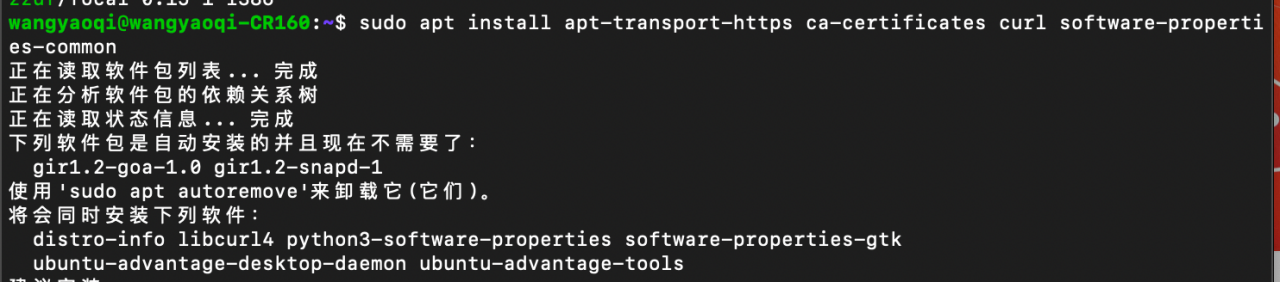 wangyaoqi@wangyaoqi-CR160:~$ sudo apt install apt-transport-https ca-certificates curl software-properti
es-common
正在读取软件包列表... 完成
正在分析软件包的依赖关系树
正在读取状态信息... 完成
下列软件包是自动安装的并且现在不需要了：
gir1.2-goa-1.0 gir1.2-snapd-1
使用'sudo apt autoremove'来卸载它(它们)。
将会同时安装下列软件：
distro-info libcurl4 python3-software-properties software-properties-gtk
ubuntu-advantage-desktop-daemon ubuntu-advantage-tools